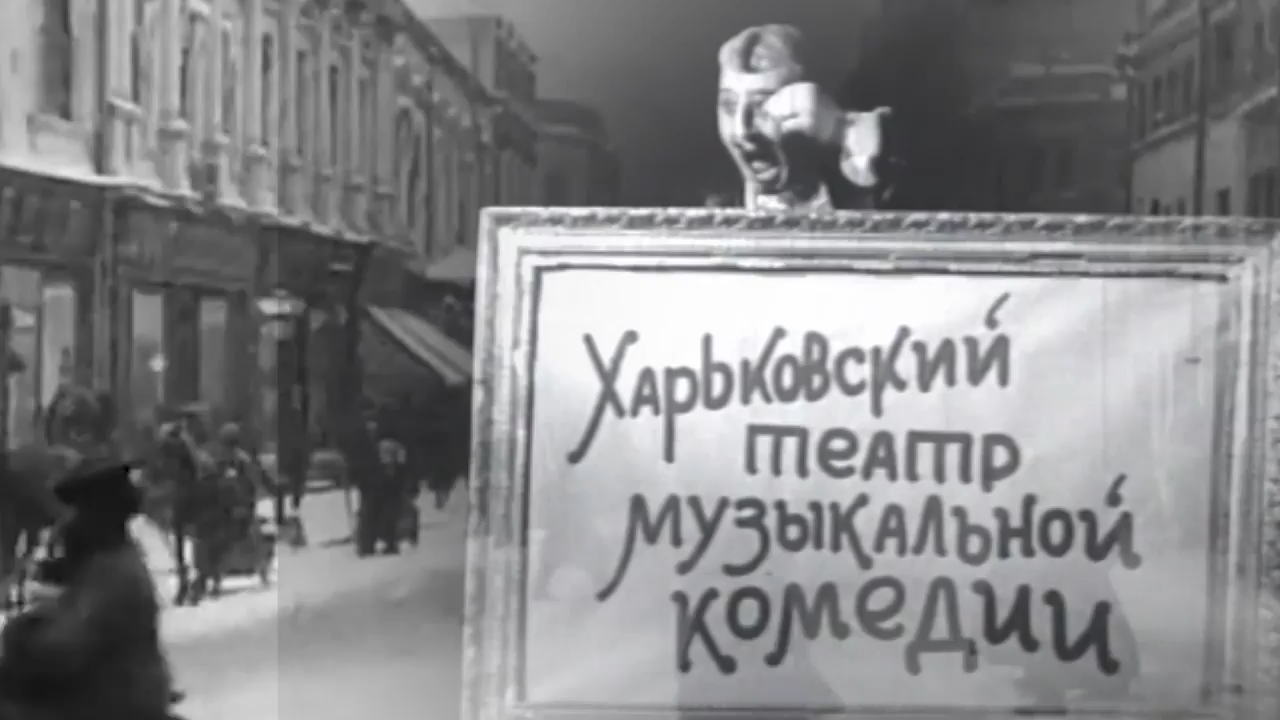 Харьковский
театр
музыкальной
комедии